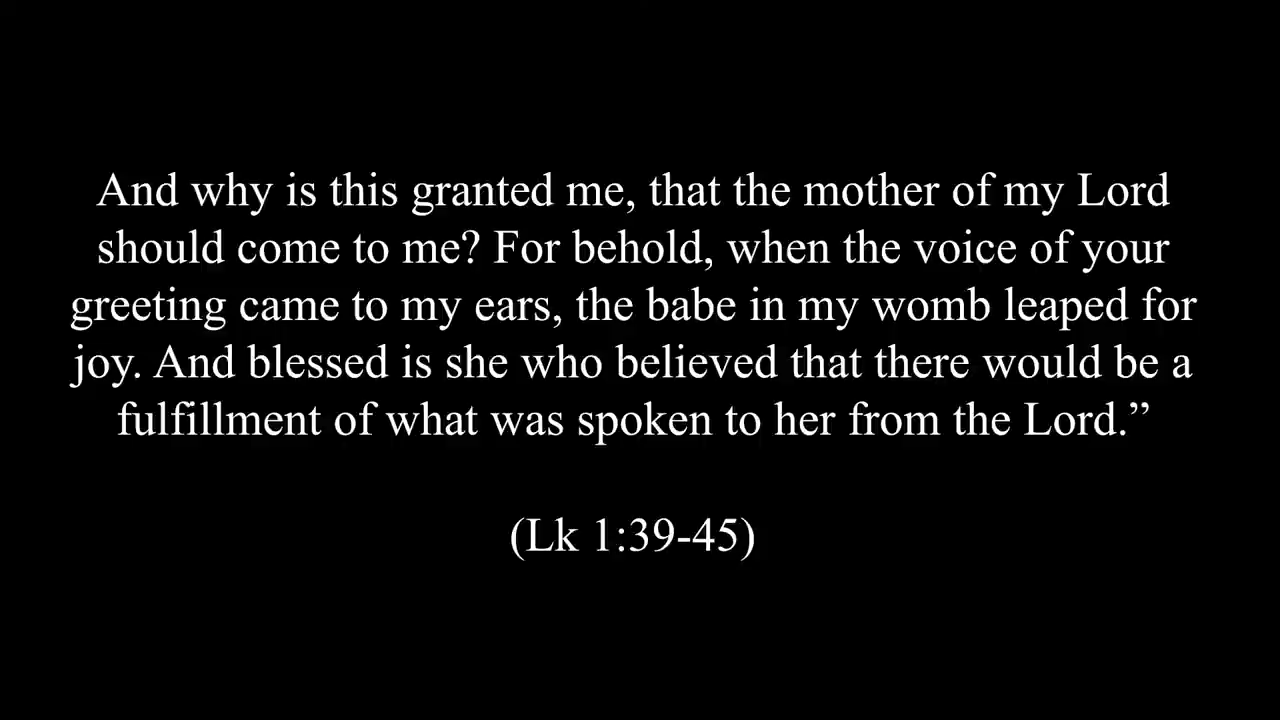 And why is this granted me, that the mother of my Lord
should come to me? For behold, when the voice of your
greeting came to my ears, the babe in my womb leaped for
joy. And blessed is she who believed that there would be a
fulfillment of what was spoken to her from the Lord.”
(Lk 1:39-45)